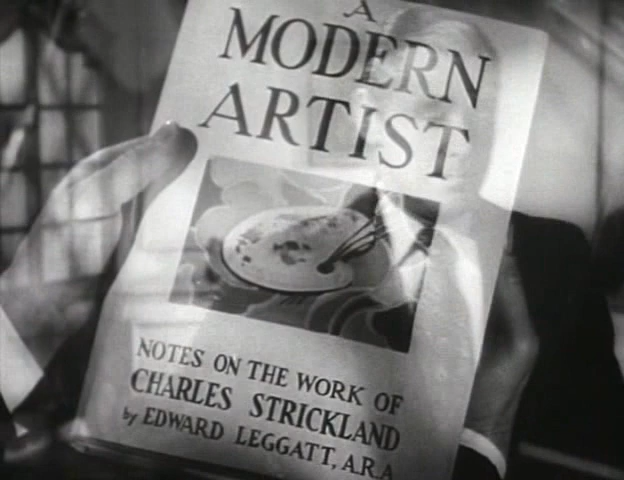 A
MODERN
ARTIST
NOTES ON THE WORK OF
CHARLES STRICKLAND
by EDWARD LEGGATT, A.R.A